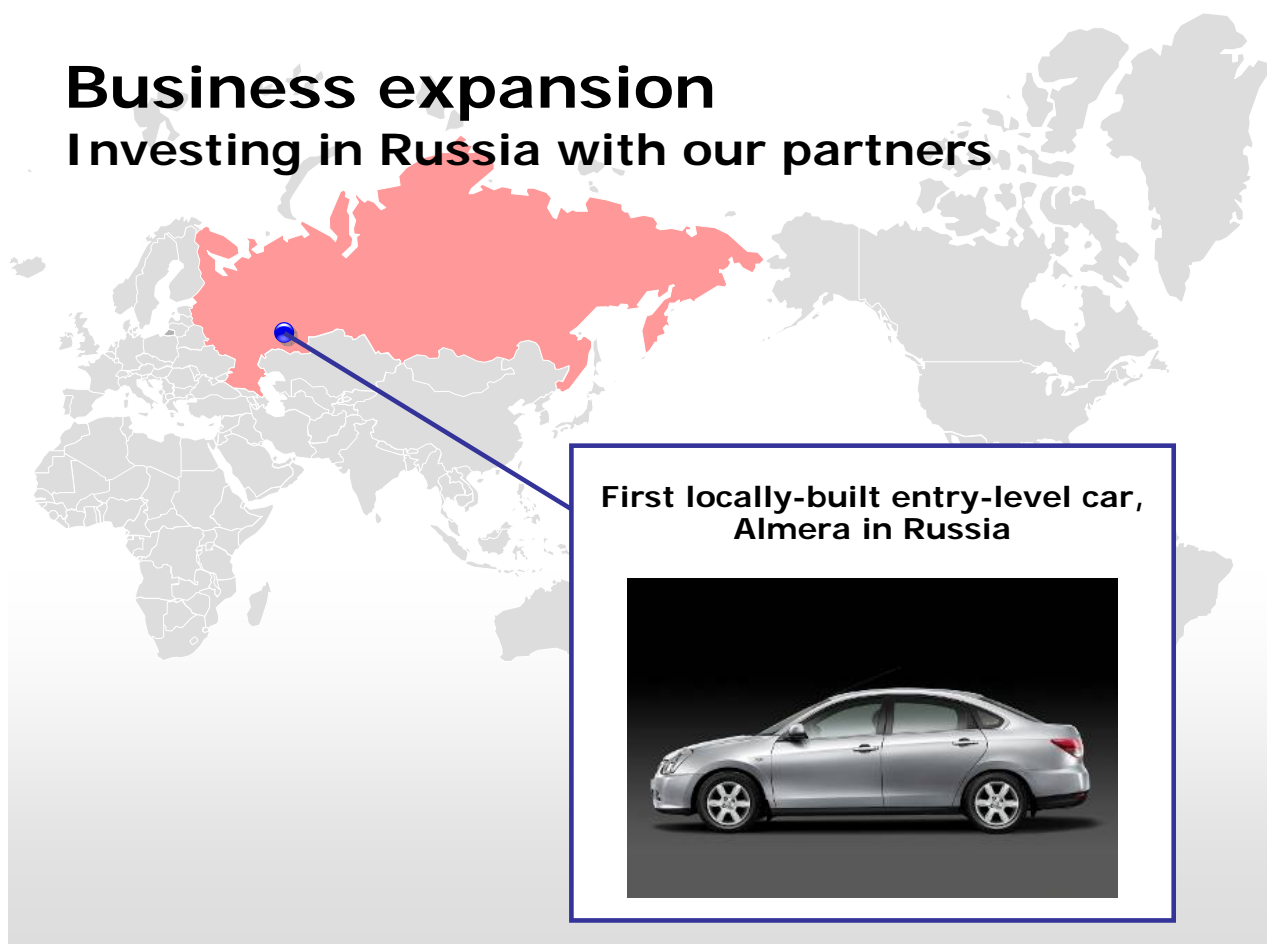 Business expansion
Investing in Russia with our partners
First locally-built entry-level car,
Almera in Russia